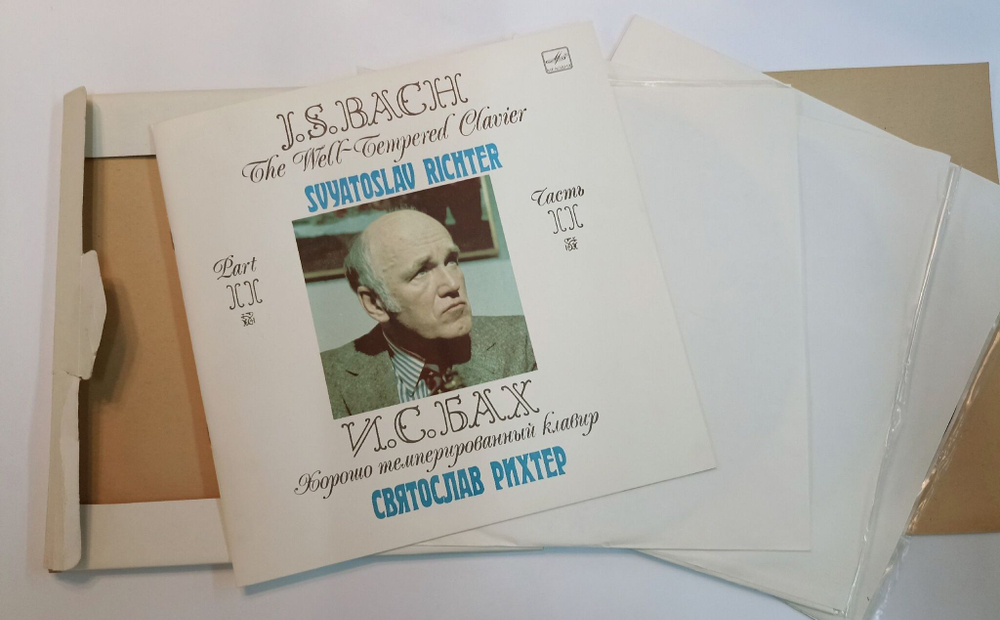 J.S.BACH
The Well-Tempered Clavier
SVYATOSLAV RICHTER
Часть
II
Part
II
И.С.БАХ
Хорошо темперированный клавир
СВЯТОСЛАВ РИХТЕР